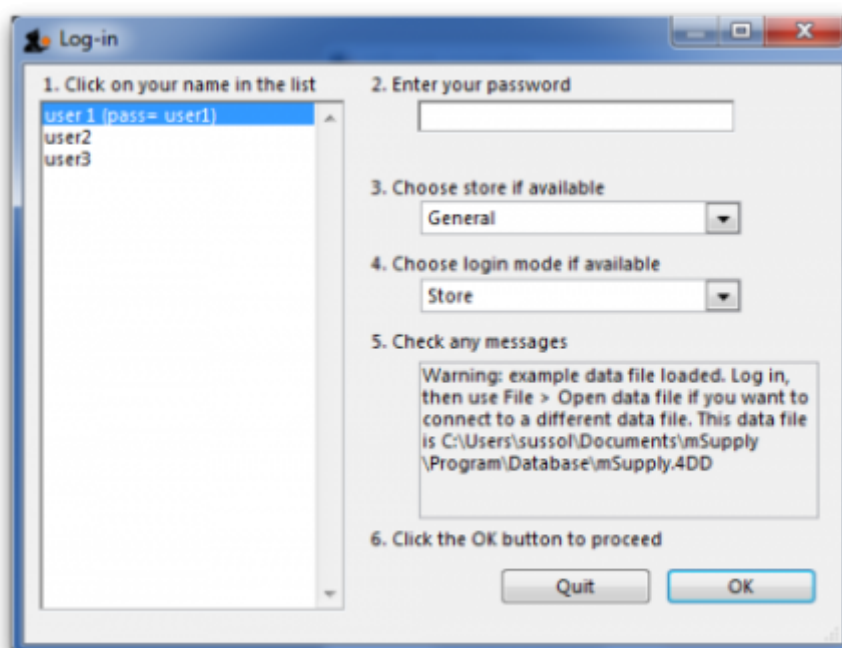 Log-in
1. Click on your name in the list
user 1 (pass= user1)
user2
user3
2. Enter your password
3. Choose store if available
General
4. Choose login mode if available
Store
5. Check any messages
Warning: example data file loaded. Log in,
then use File > Open data file if you want to
connect to a different data file. This data file
is C:\Users\sussol\Documents\mSupply
\Program\Database\mSupply.4DD
6. Click the OK button to proceed
Quit
OK